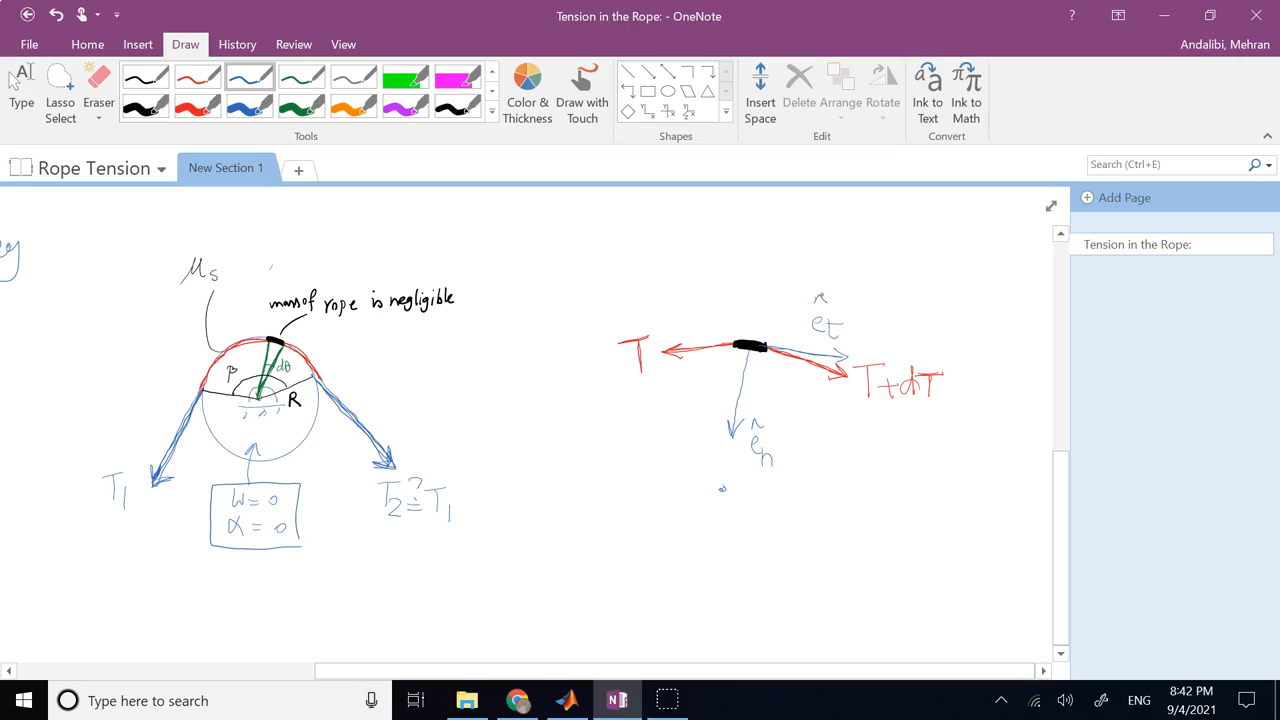 Tension in the Rope: - OneNote
?
File
Home
Insert
Draw
History
Review
View
Andalibi, Mehran
Type
Lasso
Select
Eraser
Color &
Thickness
Draw with
Touch
Insert
Space
Delete
Arrange
Rotate
Ink to
Text
Ink to
Math
Tools
Shapes
Edit
Convert
Rope Tension
New Section 1
Search (Ctrl+E)
Add Page
Tension in the Rope:
μs
mass of rope is negligible
dθ
β
R
T1
T2 ?= T1
ω = 0
α = 0
êt
T
T+dT
ên
Type here to search
ENG
8:42 PM
9/4/2021